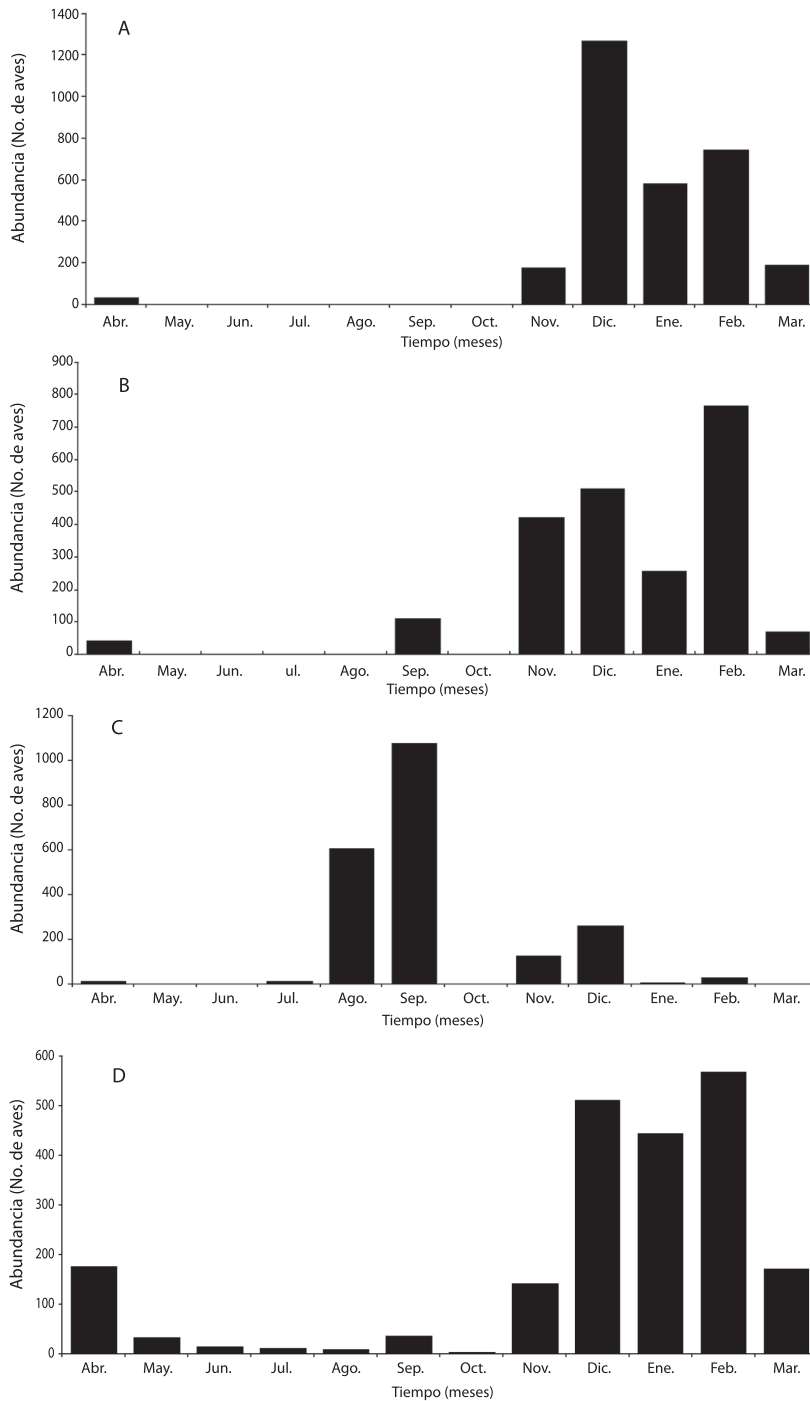 A
Abundancia (No. de aves)
1400
1200
1000
800
600
400
200
0
Abr. May. Jun. Jul. Ago. Sep. Oct. Nov. Dic. Ene. Feb. Mar.
Tiempo (meses)
B
Abundancia (No. de aves)
900
800
700
600
500
400
300
200
100
0
Abr. May. Jun. ul. Ago. Sep. Oct. Nov. Dic. Ene. Feb. Mar.
Tiempo (meses)
C
Abundancia (No. de aves)
1200
1000
800
600
400
200
0
Abr. May. Jun. Jul. Ago. Sep. Oct. Nov. Dic. Ene. Feb. Mar.
Tiempo (meses)
D
Abundancia (No. de aves)
600
500
400
300
200
100
0
Abr. May. Jun. Jul. Ago. Sep. Oct. Nov. Dic. Ene. Feb. Mar.
Tiempo (meses)